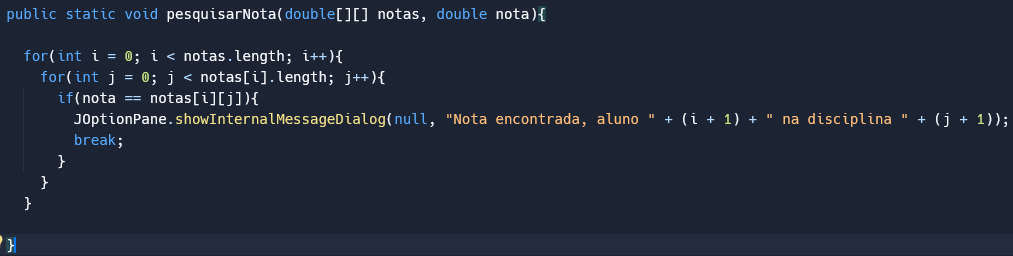 public static void pesquisarNota(double[][] notas, double nota){
for(int i = 0; i < notas.length; i++){
for(int j = 0; j < notas[i].length; j++){
if(nota == notas[i][j]){
JOptionPane.showInternalMessageDialog(null, "Nota encontrada, aluno " + (i + 1) + " na disciplina " + (j + 1));
break;
}
}
}
}